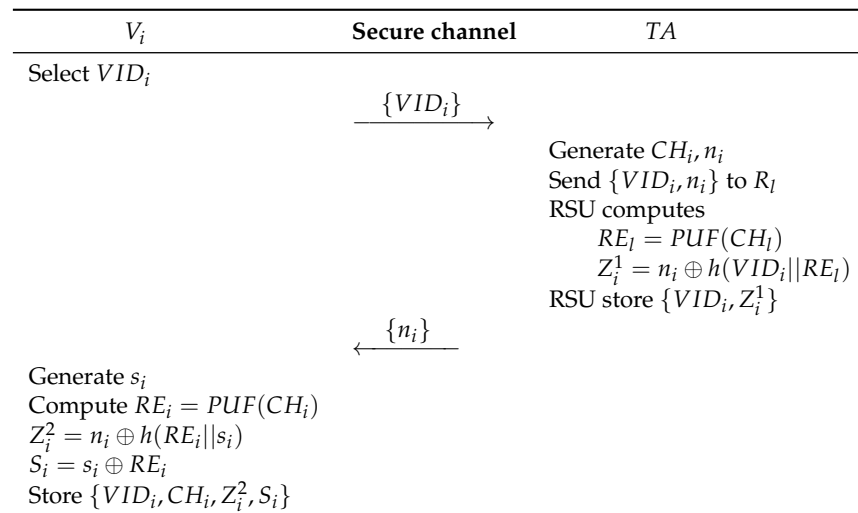 V_i Secure channel TA
Select VID_i
{VID_i}
Generate CH_i, n_i
Send {VID_i, n_i} to R_l
RSU computes
RE_l = PUF(CH_l)
Z_i^1 = n_i ⊕ h(VID_i||RE_l)
RSU store {VID_i, Z_i^1}
{n_i}
Generate s_i
Compute RE_i = PUF(CH_i)
Z_i^2 = n_i ⊕ h(RE_i||s_i)
S_i = s_i ⊕ RE_i
Store {VID_i, CH_i, Z_i^2, S_i}